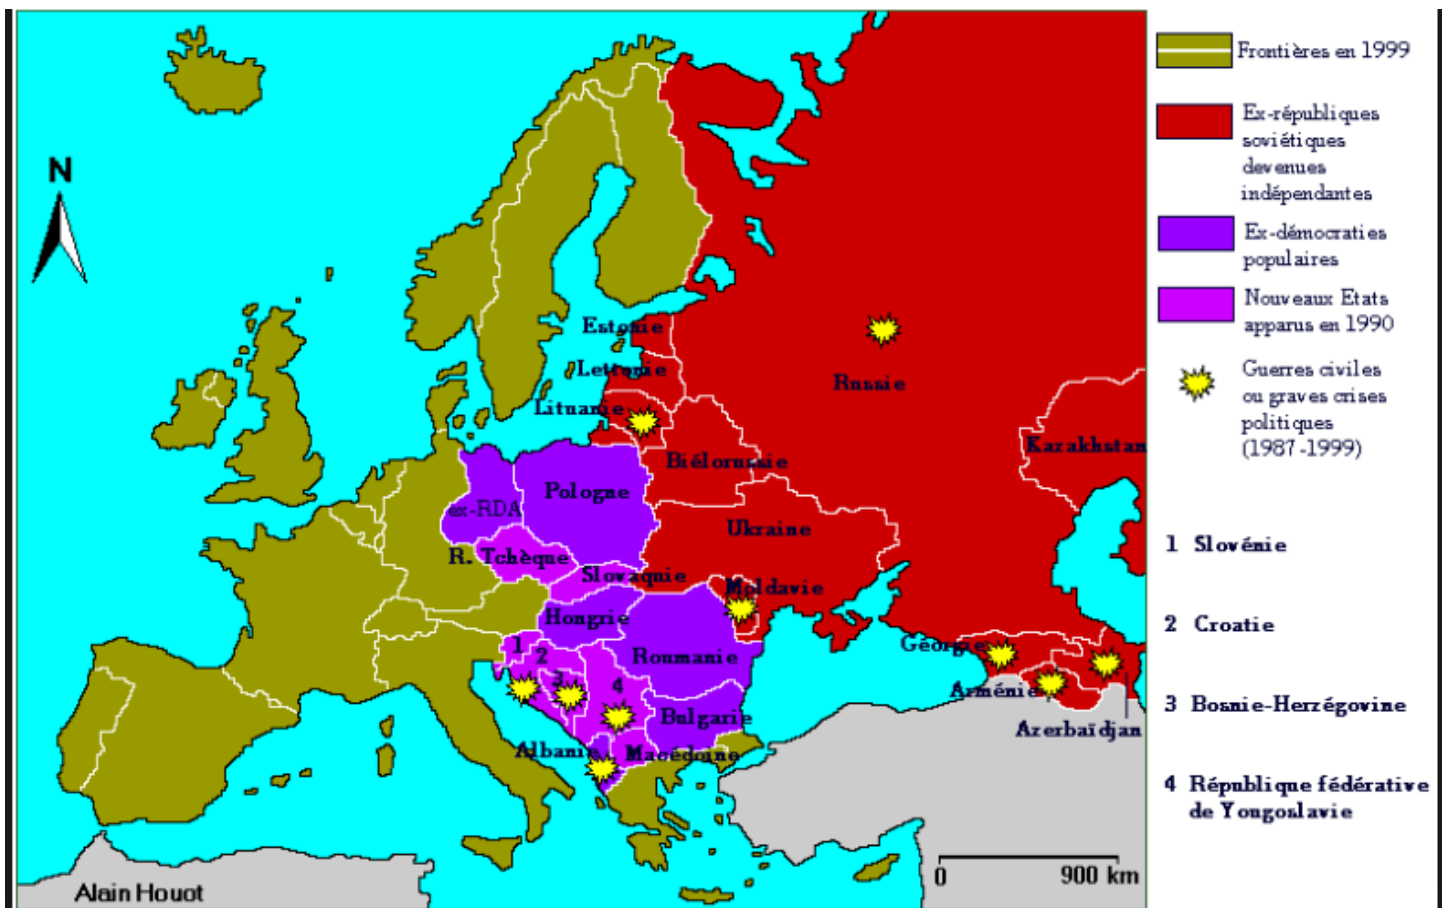 N
Estonie
Lettonie
Lituanie
Russie
Biélorussie
Kazakhstan
Pologne
ex-RDA
Ukraine
R. Tchèque
Slovaquie
Moldavie
Hongrie
Géorgie
1
2
Roumanie
3
4
Arménie
Bulgarie
Azerbaïdjan
Albanie
Macédoine
0
900 km
Alain Houot
Frontières en 1999
Ex-républiques
soviétiques
devenues
indépendantes
Ex-démocraties
populaires
Nouveaux Etats
apparus en 1990
Guerres civiles
ou graves crises
politiques
(1987-1999)
1 Slovénie
2 Croatie
3 Bosnie-Herzégovine
4 République fédérative
de Yougoslavie